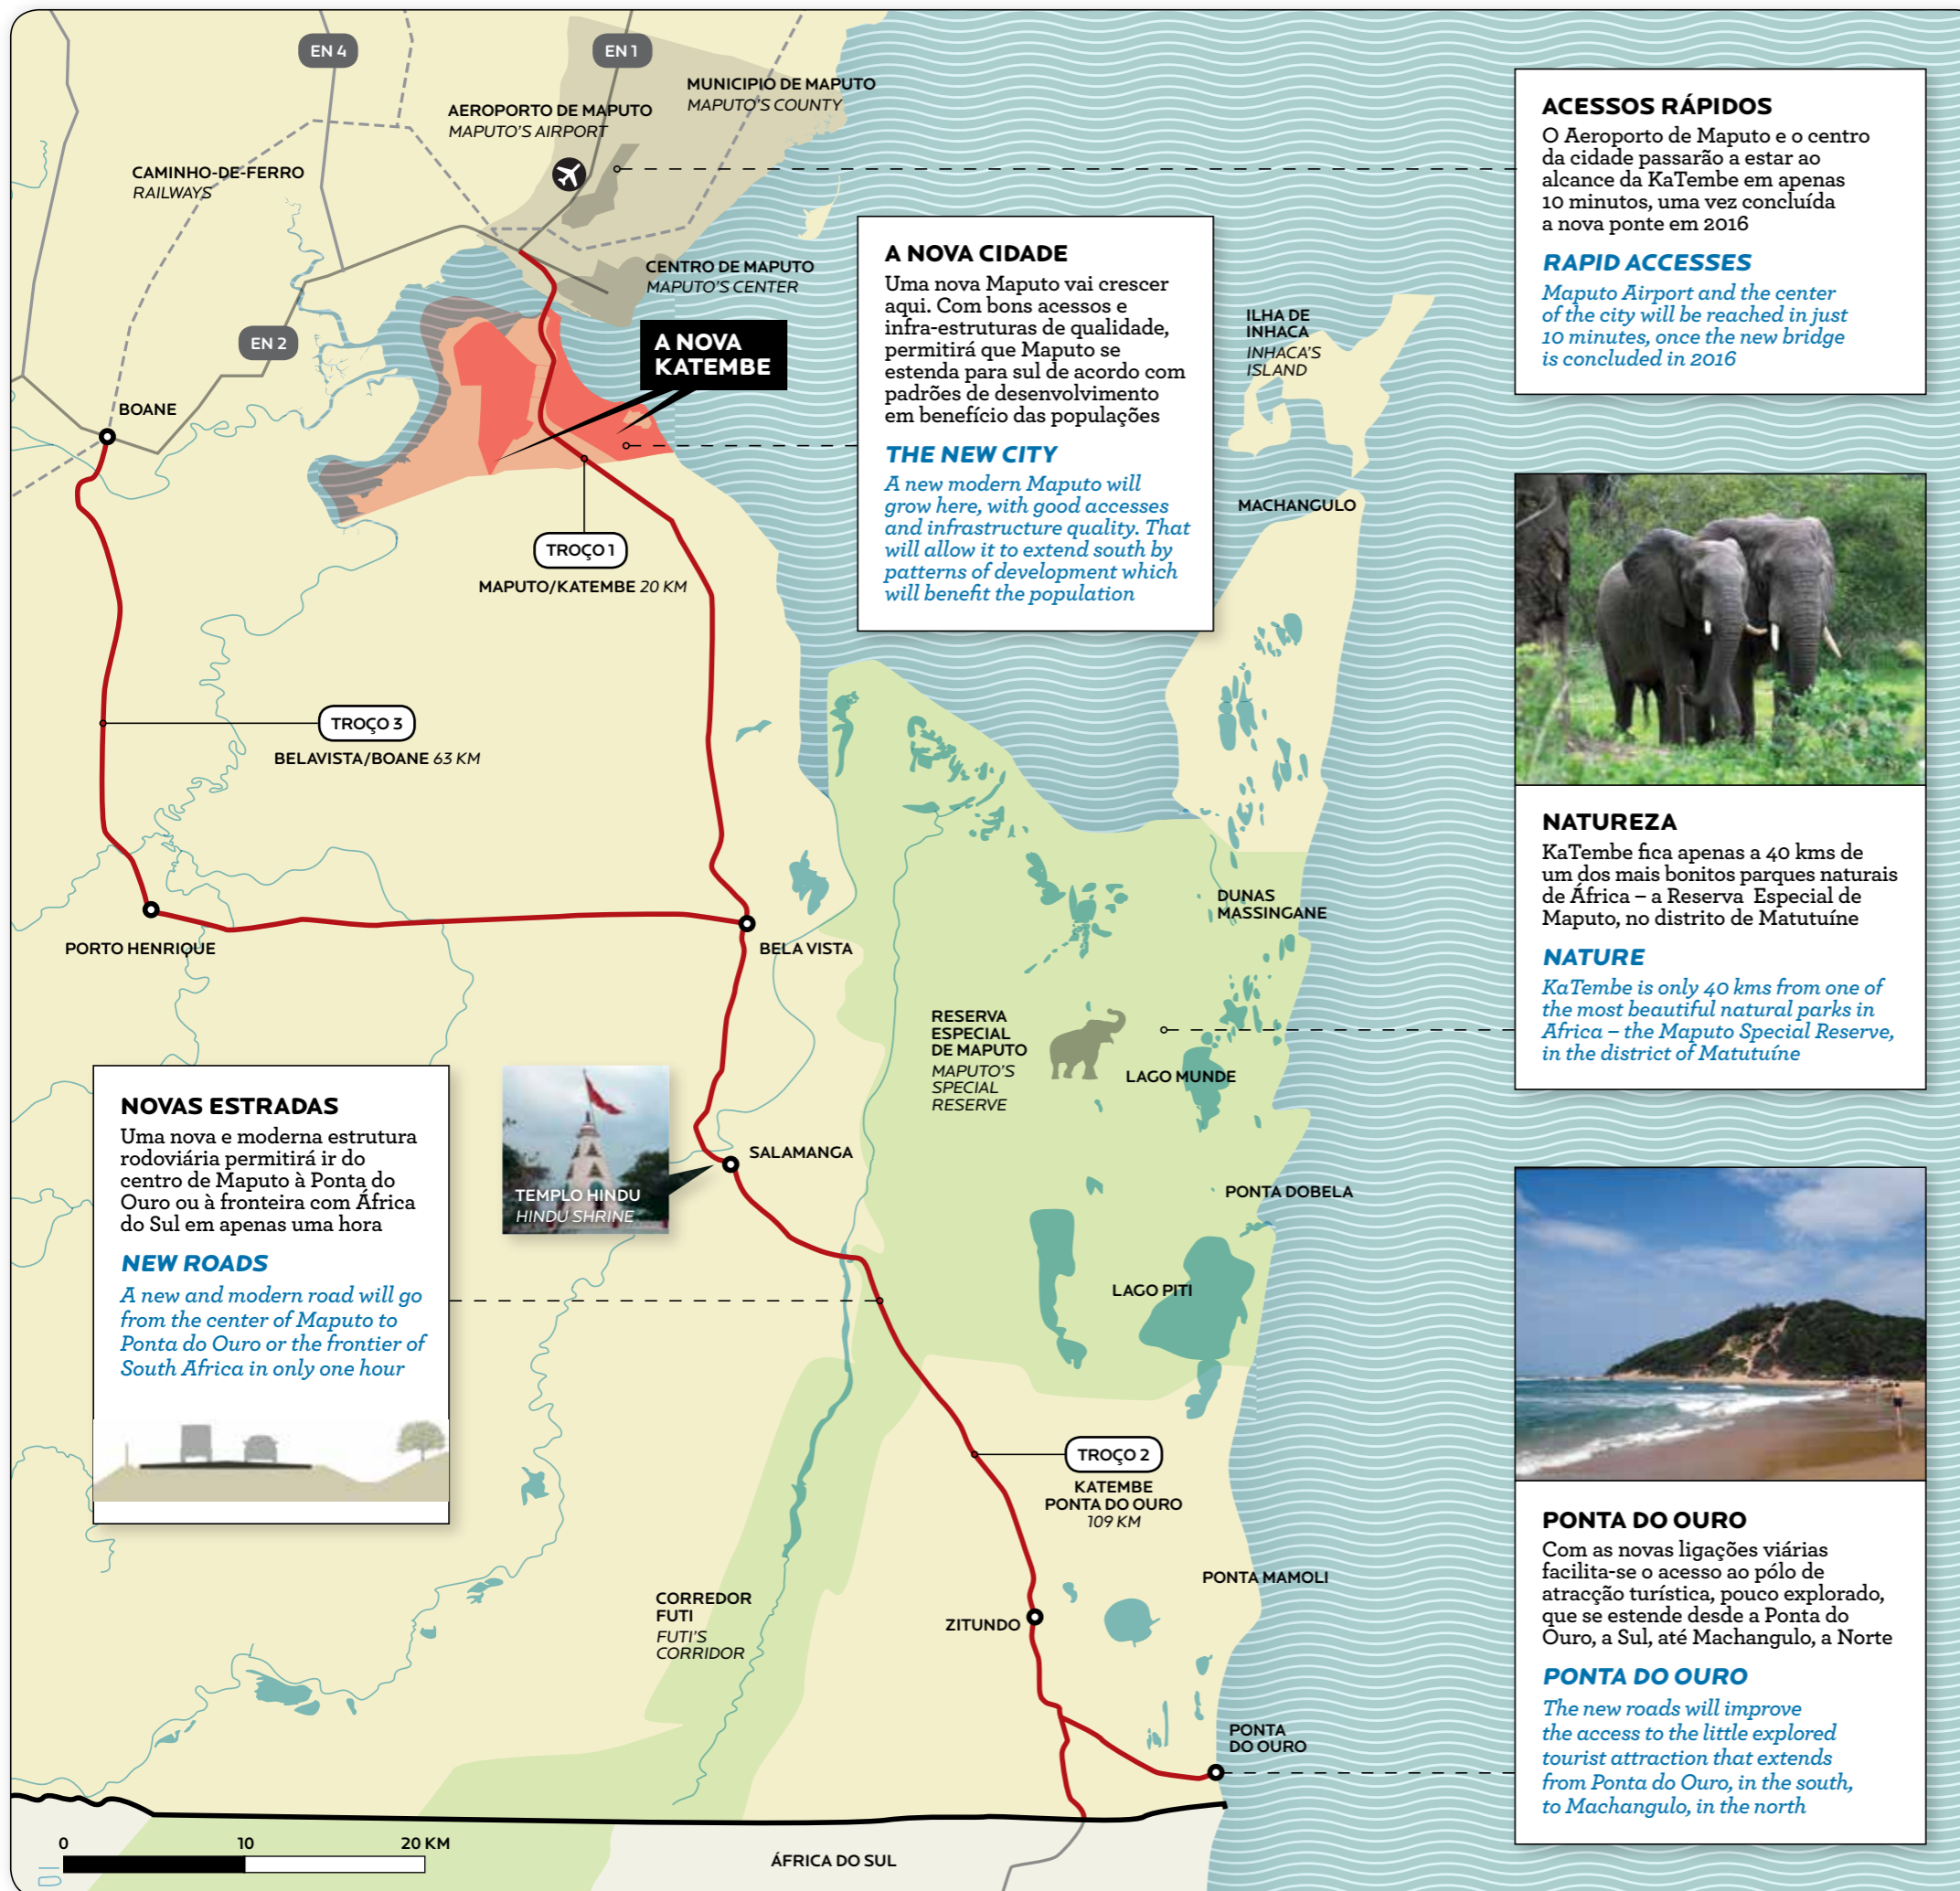 EN 4
EN 1
MUNICIPIO DE MAPUTO
MAPUTO'S COUNTY
AEROPORTO DE MAPUTO
MAPUTO'S AIRPORT
CAMINHO-DE-FERRO
RAILWAYS
CENTRO DE MAPUTO
MAPUTO'S CENTER
EN 2
A NOVA
KATEMBE
BOANE
TROÇO 1
MAPUTO/KATEMBE 20 KM
TROÇO 3
BELAVISTA/BOANE 63 KM
PORTO HENRIQUE
BELA VISTA
A NOVA CIDADE
Uma nova Maputo vai crescer
aqui. Com bons acessos e
infra-estruturas de qualidade,
permitirá que Maputo se
estenda para sul de acordo com
padrões de desenvolvimento
em benefício das populações
THE NEW CITY
A new modern Maputo will
grow here, with good accesses
and infrastructure quality. That
will allow it to extend south by
patterns of development which
will benefit the population
ILHA DE
INHACA
INHACA'S
ISLAND
MACHANGULO
ACESSOS RÁPIDOS
O Aeroporto de Maputo e o centro
da cidade passarão a estar ao
alcance da KaTembe em apenas
10 minutos, uma vez concluída
a nova ponte em 2016
RAPID ACCESSES
Maputo Airport and the center
of the city will be reached in just
10 minutes, once the new bridge
is concluded in 2016
NATUREZA
KaTembe fica apenas a 40 kms de
um dos mais bonitos parques naturais
de África – a Reserva Especial de
Maputo, no distrito de Matutuíne
NATURE
KaTembe is only 40 kms from one of
the most beautiful natural parks in
Africa – the Maputo Special Reserve,
in the district of Matutuíne
DUNAS
MASSINGANE
RESERVA
ESPECIAL
DE MAPUTO
MAPUTO'S
SPECIAL
RESERVE
LAGO MUNDE
NOVAS ESTRADAS
Uma nova e moderna estrutura
rodoviária permitirá ir do
centro de Maputo à Ponta do
Ouro ou à fronteira com África
do Sul em apenas uma hora
NEW ROADS
A new and modern road will go
from the center of Maputo to
Ponta do Ouro or the frontier of
South Africa in only one hour
TEMPLO HINDU
HINDU SHRINE
SALAMANGA
PONTA DOBELA
LAGO PITI
TROÇO 2
KATEMBE
PONTA DO OURO
109 KM
PONTA MAMOLI
CORREDOR
FUTI
FUTI'S
CORRIDOR
ZITUNDO
PONTA
DO OURO
PONTA DO OURO
Com as novas ligações viárias
facilita-se o acesso ao pólo de
atracção turística, pouco explorado,
que se estende desde a Ponta do
Ouro, a Sul, até Machangulo, a Norte
PONTA DO OURO
The new roads will improve
the access to the little explored
tourist attraction that extends
from Ponta do Ouro, in the south,
to Machangulo, in the north
0 10 20 KM
ÁFRICA DO SUL